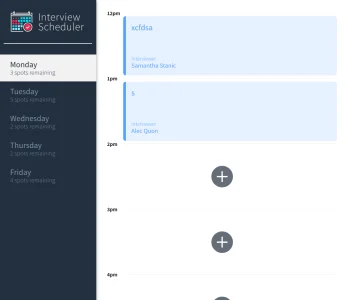 Interview
Scheduler
Monday
3 spots remaining
Tuesday
5 spots remaining
Wednesday
2 spots remaining
Thursday
2 spots remaining
Friday
4 spots remaining
12pm
xcfdsa
Interviewer
Samantha Stanic
1pm
s
Interviewer
Alec Quon
2pm
3pm
4pm